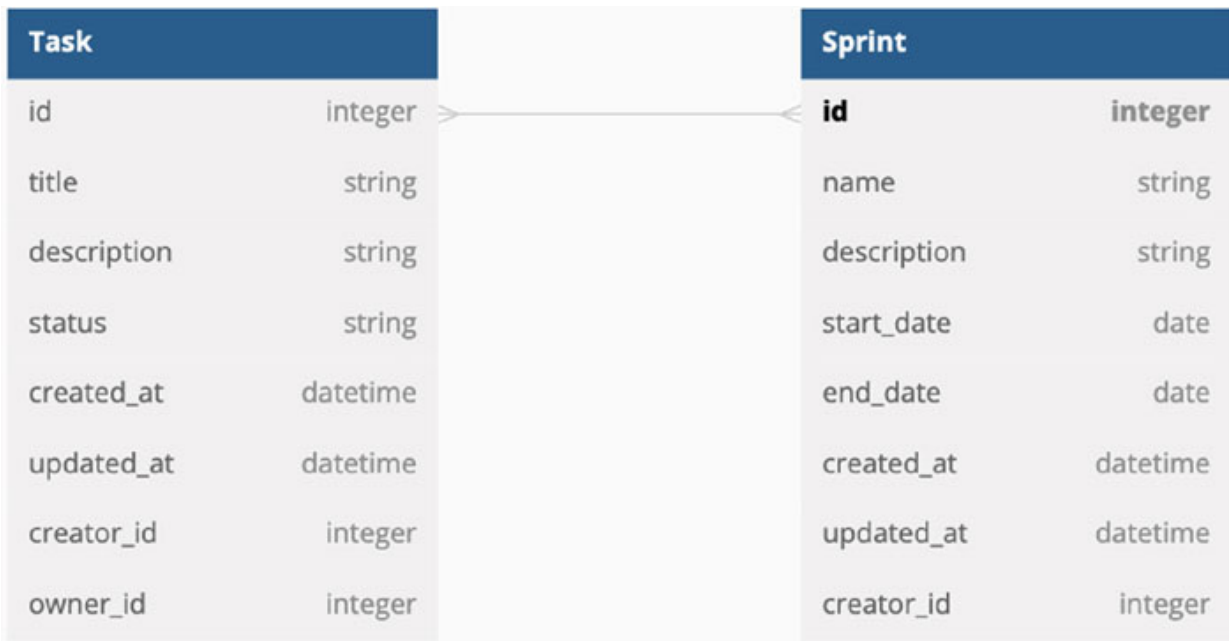 Task
id integer
title string
description string
status string
created_at datetime
updated_at datetime
creator_id integer
owner_id integer
Sprint
id integer
name string
description string
start_date date
end_date date
created_at datetime
updated_at datetime
creator_id integer